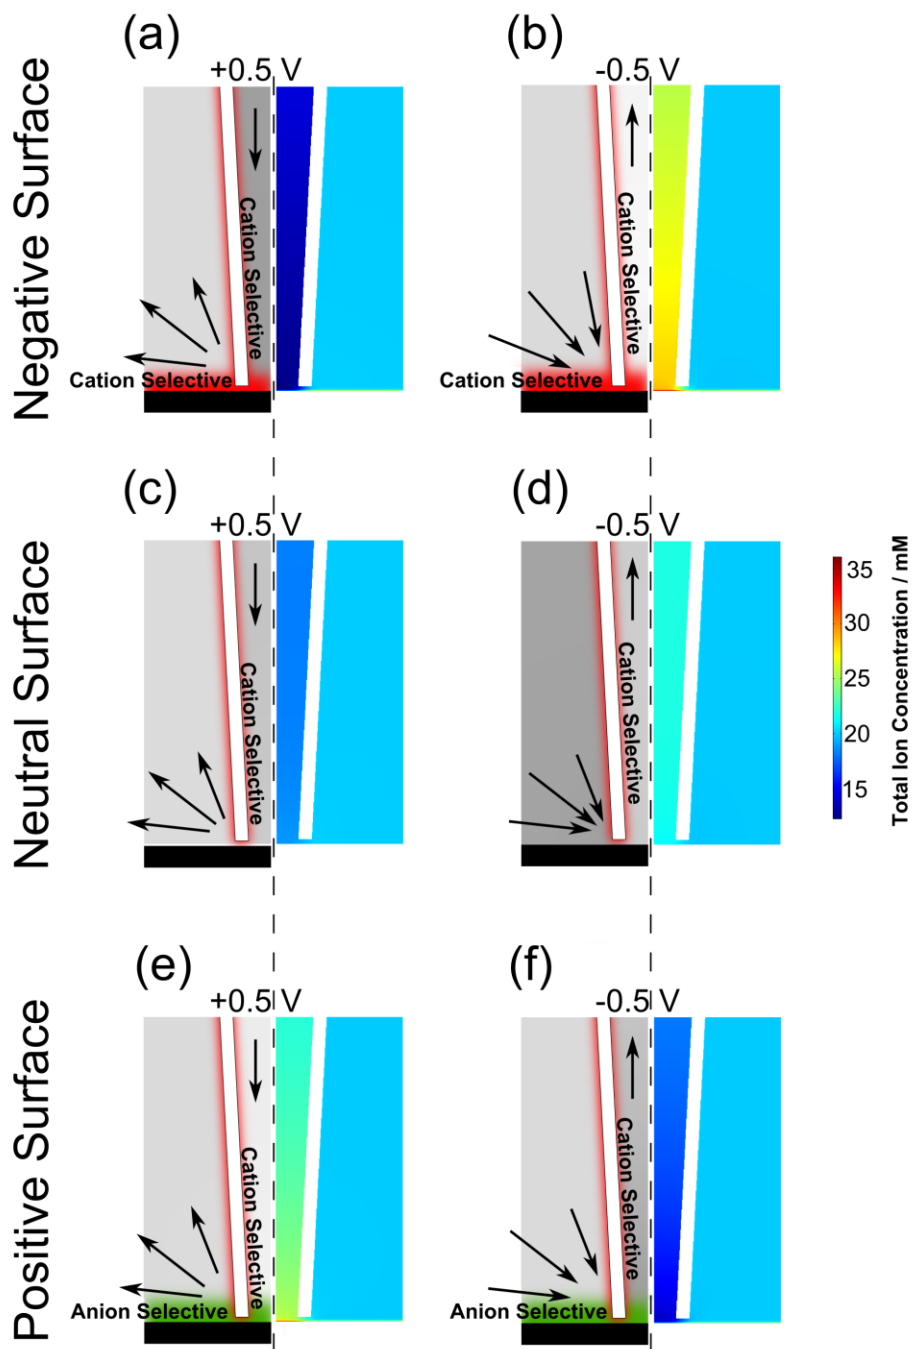 (a)
(b)
+0.5 V
-0.5 V
Negative Surface
Cation Selective
Cation Selective
Cation Selective
Cation Selective
(c)
(d)
+0.5 V
-0.5 V
Neutral Surface
Cation Selective
Cation Selective
35
30
25
20
15
Total Ion Concentration / mM
(e)
(f)
+0.5 V
-0.5 V
Positive Surface
Cation Selective
Anion Selective
Cation Selective
Anion Selective